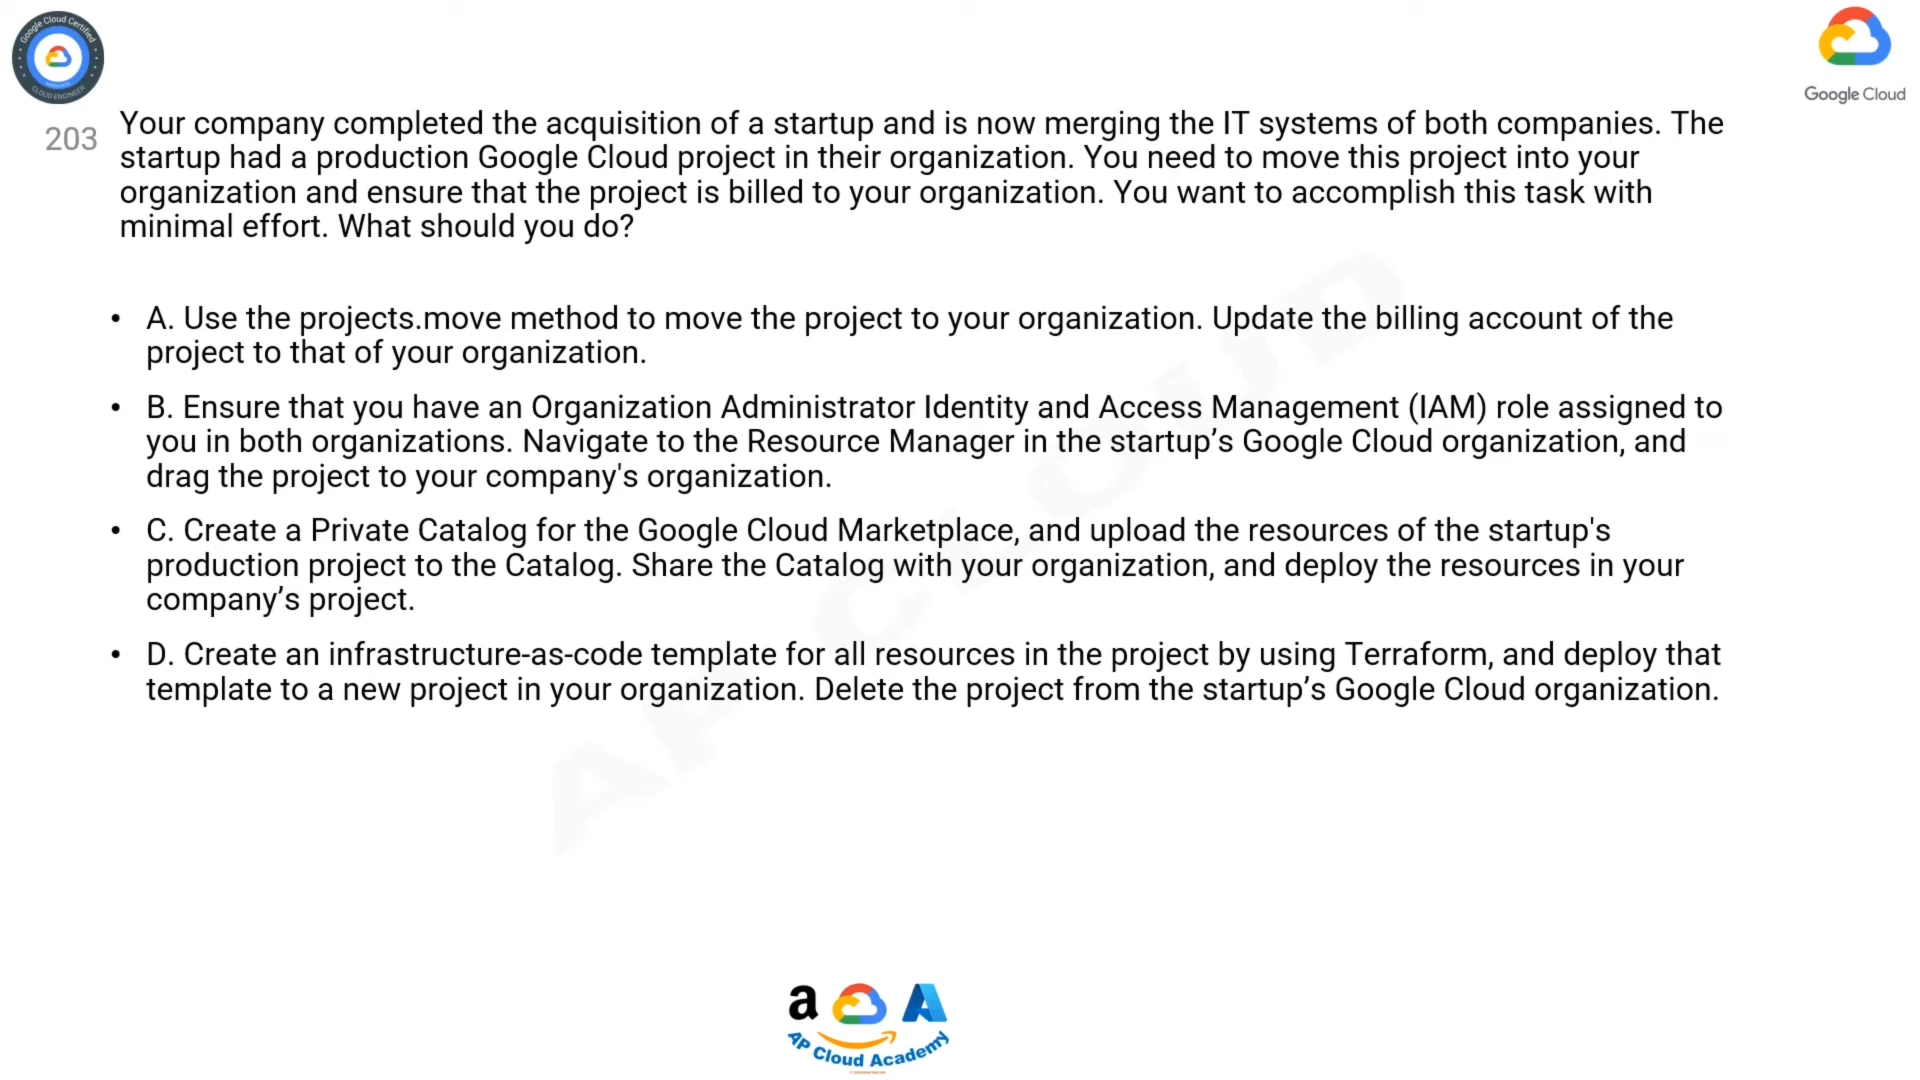 Google Cloud Certified
CLOUD ENGINEER
Google Cloud
203
Your company completed the acquisition of a startup and is now merging the IT systems of both companies. The
startup had a production Google Cloud project in their organization. You need to move this project into your
organization and ensure that the project is billed to your organization. You want to accomplish this task with
minimal effort. What should you do?
• A. Use the projects.move method to move the project to your organization. Update the billing account of the
project to that of your organization.
• B. Ensure that you have an Organization Administrator Identity and Access Management (IAM) role assigned to
you in both organizations. Navigate to the Resource Manager in the startup’s Google Cloud organization, and
drag the project to your company's organization.
• C. Create a Private Catalog for the Google Cloud Marketplace, and upload the resources of the startup's
production project to the Catalog. Share the Catalog with your organization, and deploy the resources in your
company’s project.
• D. Create an infrastructure-as-code template for all resources in the project by using Terraform, and deploy that
template to a new project in your organization. Delete the project from the startup’s Google Cloud organization.
AP CLOUD
a
AP Cloud Academy